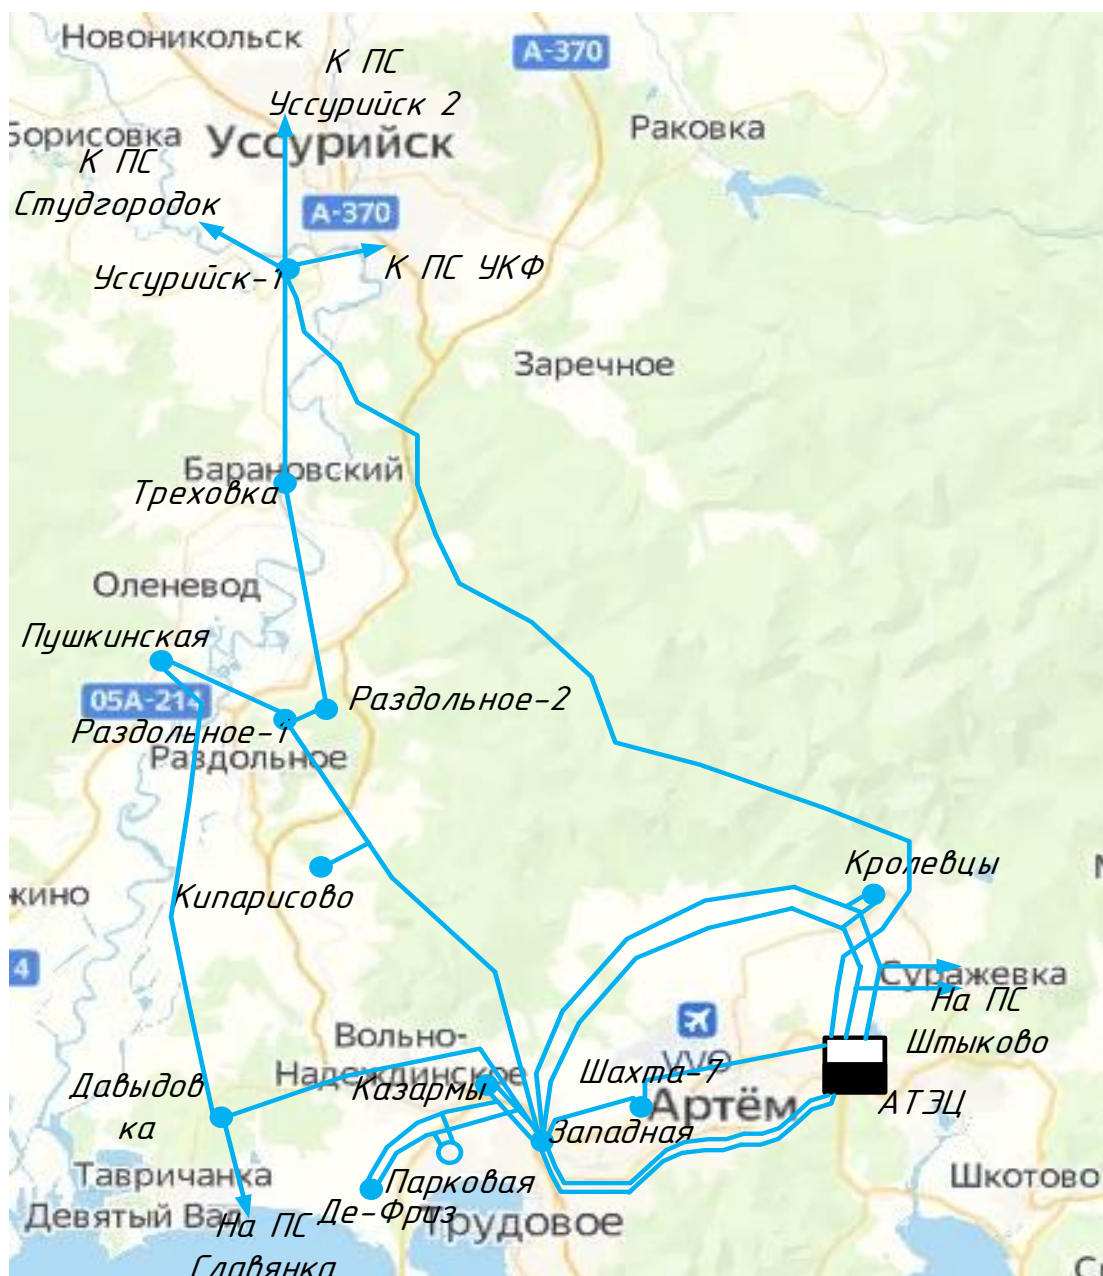 Новоникольск
К ПС
Уссурийск 2
А-370
Борисовка
Уссурийск
Раковка
К ПС
Студгородок
А-370
Уссурийск-1
К ПС УКФ
Заречное
Барановский
Треховка
Оленевод
Пушкинская
05А-214
Раздольное-2
Раздольное-1
Раздольное
Кролевцы
Кипарисово
жино
4
Суражевка
На ПС
Штыково
Вольно-
Надеждинское
Казармы
Шахта-7
Давыдов
ка
Артём
АТЭЦ
Западная
Тавричанка
Парковая
Шкотово
Девятый Вал
Де-Фриз
Трудовое
На ПС
Славянка